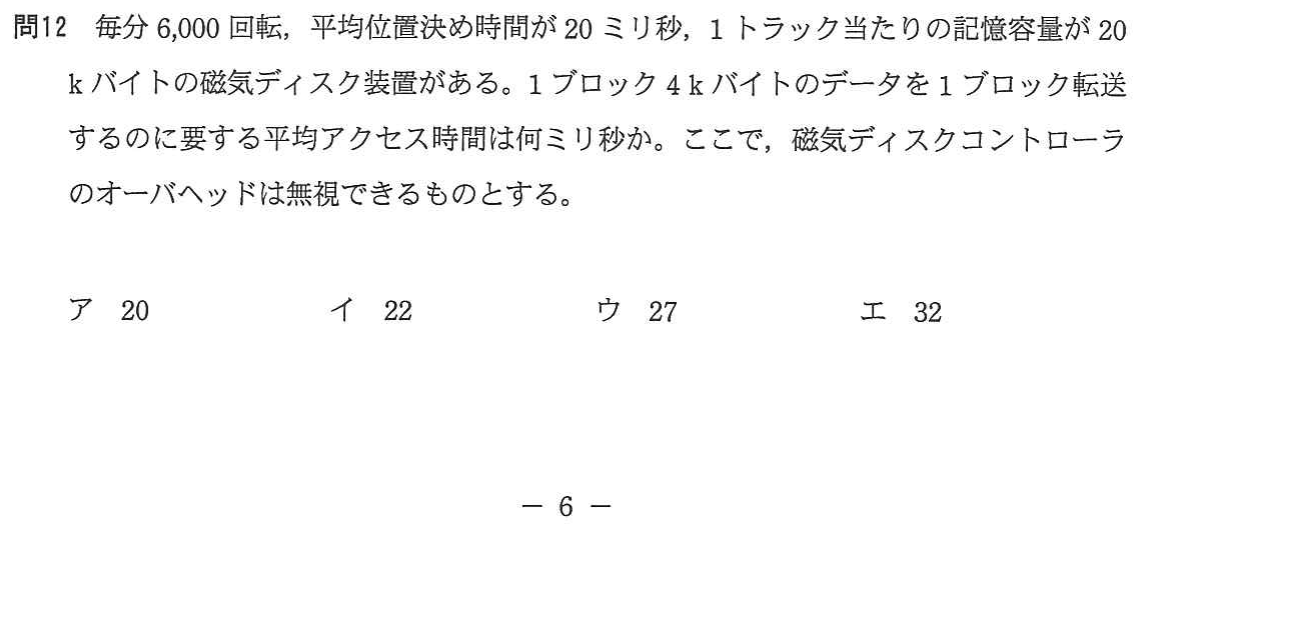 問12 毎分 6,000 回転，平均位置決め時間が 20 ミリ秒，1 トラック当たりの記憶容量が 20
k バイトの磁気ディスク装置がある。1 ブロック 4 k バイトのデータを 1 ブロック転送
するのに要する平均アクセス時間は何ミリ秒か。ここで，磁気ディスクコントローラ
のオーバヘッドは無視できるものとする。
ア 20 イ 22 ウ 27 エ 32
― 6 ―